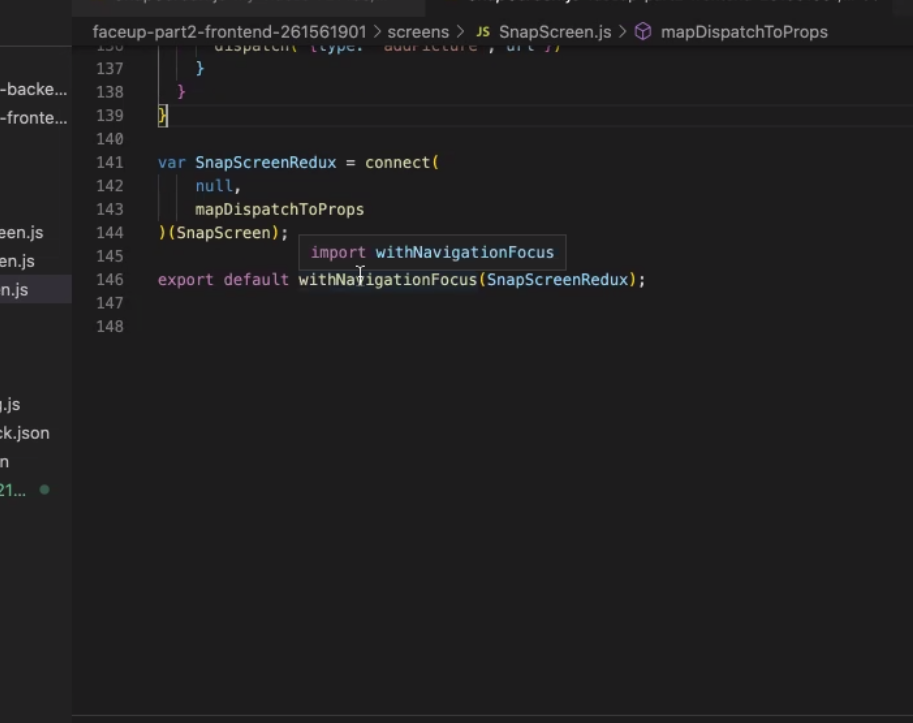 faceup-part2-frontend-261561901 > screens > JS SnapScreen.js > mapDispatchToProps
-backe...
-fronte...
een.js
en.js
n.js
g.js
ck.json
n
21...
136 dispatch( {type: 'addPicture', url })
137 }
138 }
139 }
140
141 var SnapScreenRedux = connect(
142 null,
143 mapDispatchToProps
144 )(SnapScreen);
145
import withNavigationFocus
146 export default withNavigationFocus(SnapScreenRedux);
147
148